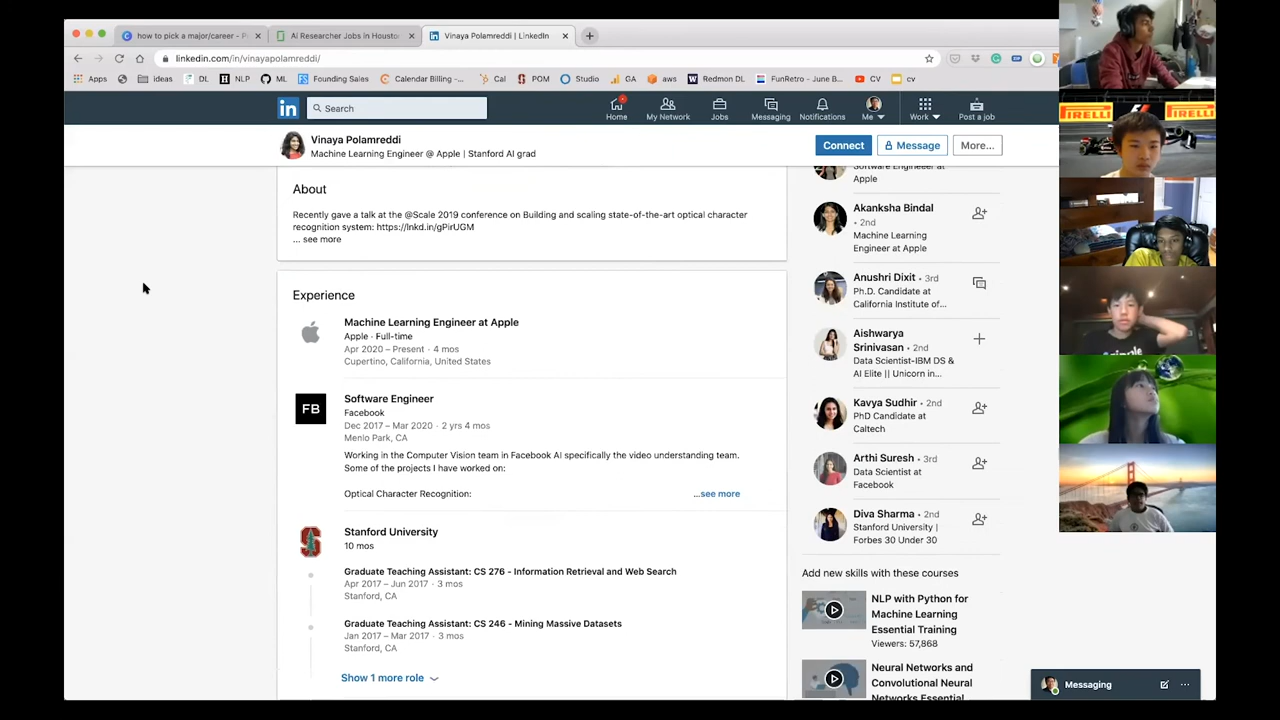 how to pick a major/career - P
AI Researcher Jobs in Housto
Vinaya Polamreddi | LinkedIn
linkedin.com/in/vinayapolamreddi/
Apps
ideas
DL
NLP
ML
Founding Sales
Calendar Billing -...
Cal
POM
Studio
GA
aws
Redmon DL
FunRetro - June B...
CV
cv
in
Search
Home
My Network
Jobs
Messaging
Notifications
Me
Work
Post a job
Vinaya Polamreddi
Machine Learning Engineer @ Apple | Stanford AI grad
Connect
Message
More...
About
Recently gave a talk at the @Scale 2019 conference on Building and scaling state-of-the-art optical character
recognition system: https://lnkd.in/gPirUGM
... see more
Experience
Machine Learning Engineer at Apple
Apple · Full-time
Apr 2020 – Present · 4 mos
Cupertino, California, United States
FB
Software Engineer
Facebook
Dec 2017 – Mar 2020 · 2 yrs 4 mos
Menlo Park, CA
Working in the Computer Vision team in Facebook AI specifically the video understanding team.
Some of the projects I have worked on:
Optical Character Recognition:
...see more
Stanford University
10 mos
Graduate Teaching Assistant: CS 276 - Information Retrieval and Web Search
Apr 2017 – Jun 2017 · 3 mos
Stanford, CA
Graduate Teaching Assistant: CS 246 - Mining Massive Datasets
Jan 2017 – Mar 2017 · 3 mos
Stanford, CA
Show 1 more role
Software Engineer at
Apple
Akanksha Bindal
· 2nd
Machine Learning
Engineer at Apple
Anushri Dixit · 3rd
Ph.D. Candidate at
California Institute of...
Aishwarya
Srinivasan · 2nd
Data Scientist-IBM DS &
AI Elite || Unicorn in...
Kavya Sudhir · 2nd
PhD Candidate at
Caltech
Arthi Suresh · 3rd
Data Scientist at
Facebook
Diva Sharma · 2nd
Stanford University |
Forbes 30 Under 30
Add new skills with these courses
NLP with Python for
Machine Learning
Essential Training
Viewers: 57,868
Neural Networks and
Convolutional Neural
Networks Essential
Messaging
PIRELLI
PIRELLI